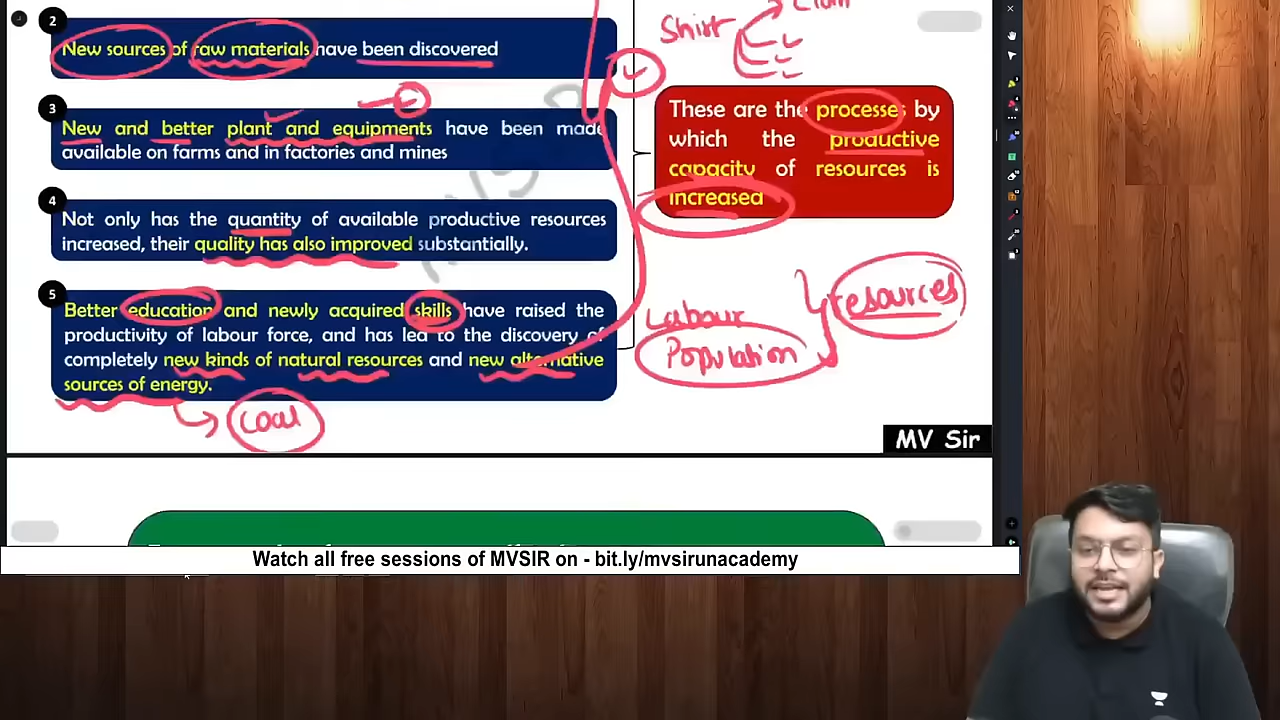 2
New sources of raw materials have been discovered
3
New and better plant and equipments have been made
available on farms and in factories and mines
4
Not only has the quantity of available productive resources
increased, their quality has also improved substantially.
5
Better education and newly acquired skills have raised the
productivity of labour force, and has led to the discovery of
completely new kinds of natural resources and new alternative
sources of energy.
Coal
Shirt
These are the processes by
which the productive
capacity of resources is
increased
Labour
Population
resources
MV Sir
Watch all free sessions of MVSIR on - bit.ly/mvsirunacademy